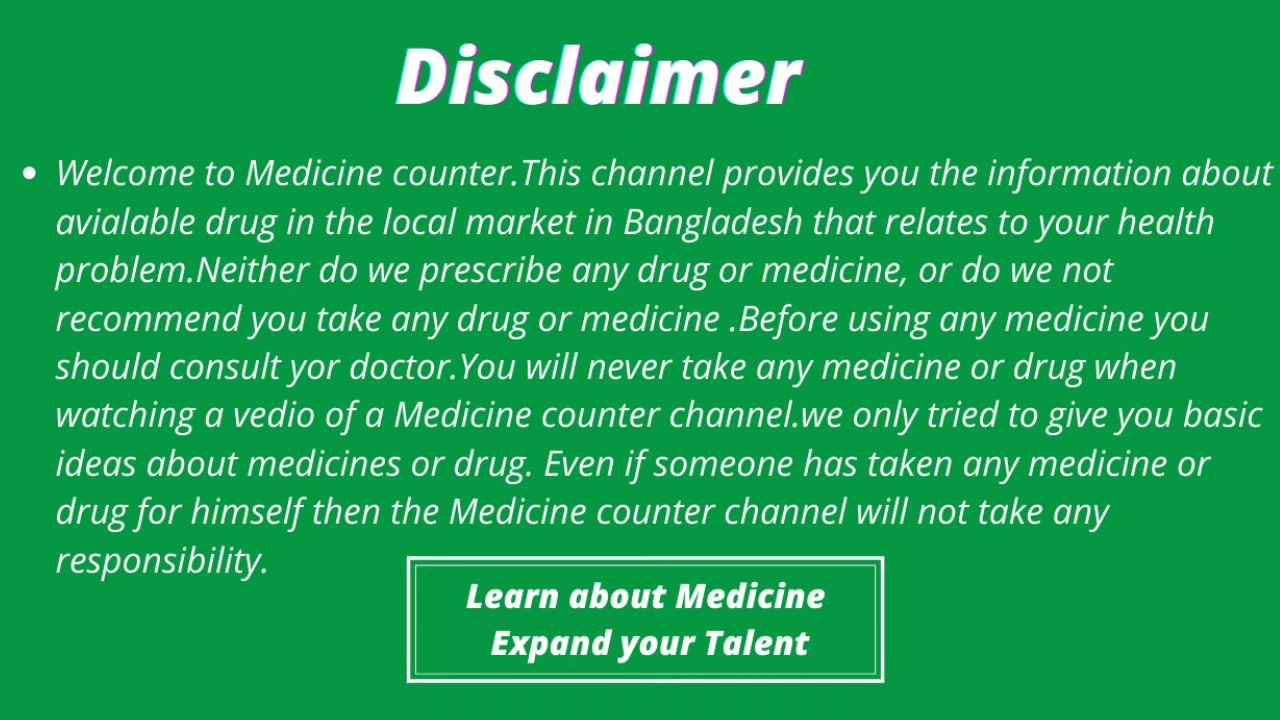 Disclaimer
• Welcome to Medicine counter.This channel provides you the information about
avialable drug in the local market in Bangladesh that relates to your health
problem.Neither do we prescribe any drug or medicine, or do we not
recommend you take any drug or medicine .Before using any medicine you
should consult yor doctor.You will never take any medicine or drug when
watching a vedio of a Medicine counter channel.we only tried to give you basic
ideas about medicines or drug. Even if someone has taken any medicine or
drug for himself then the Medicine counter channel will not take any
responsibility.
Learn about Medicine
Expand your Talent